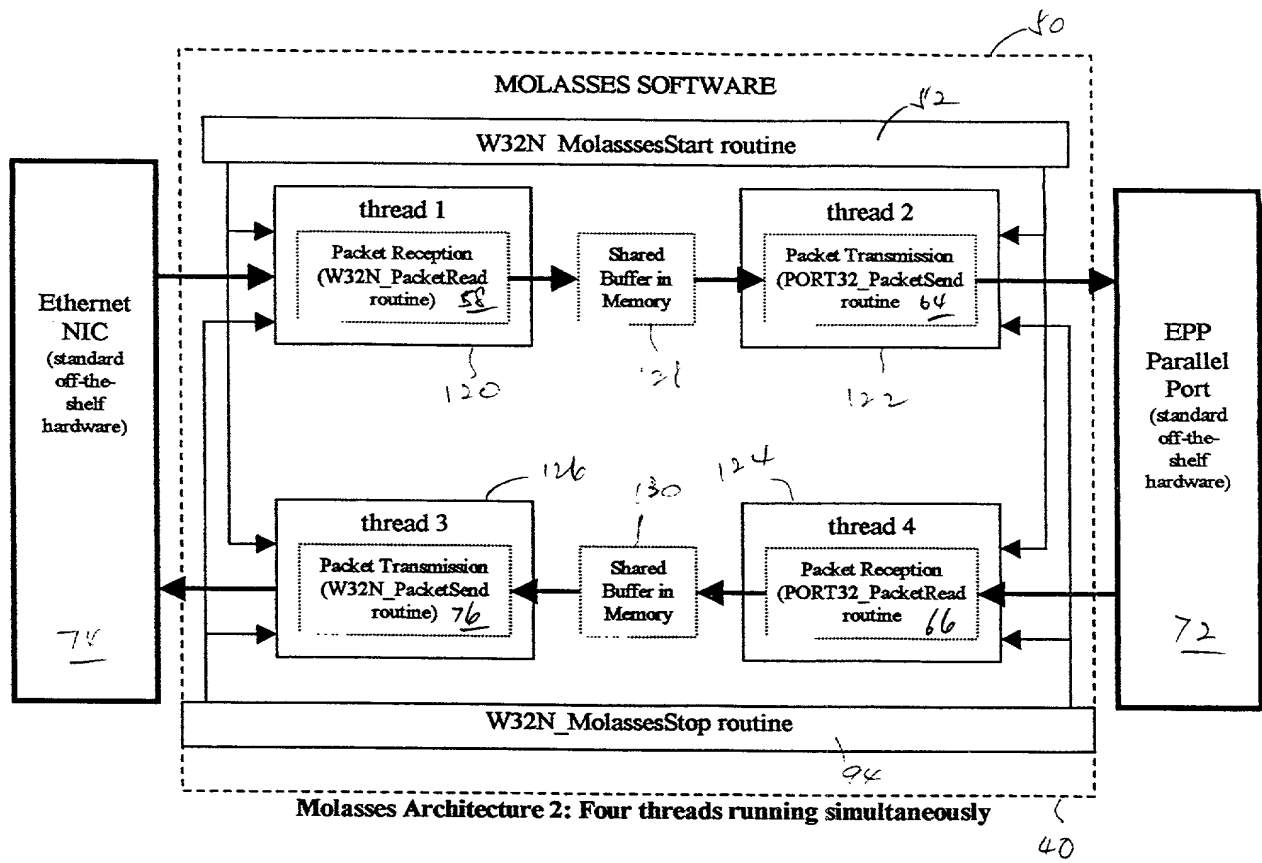 50
MOLASSES SOFTWARE
52
W32N_MolasssesStart routine
Ethernet
NIC
(standard
off-the-
shelf
hardware)
74
thread 1
Packet Reception
(W32N_PacketRead
routine) 58
120
Shared
Buffer in
Memory
thread 2
Packet Transmission
(PORT32_PacketSend
routine 64
122
EPP
Parallel
Port
(standard
off-the-
shelf
hardware)
72
126
thread 3
Packet Transmission
(W32N_PacketSend
routine) 76
130
Shared
Buffer in
Memory
124
thread 4
Packet Reception
(PORT32_PacketRead
routine 66
W32N_MolassesStop routine
94
Molasses Architecture 2: Four threads running simultaneously
40